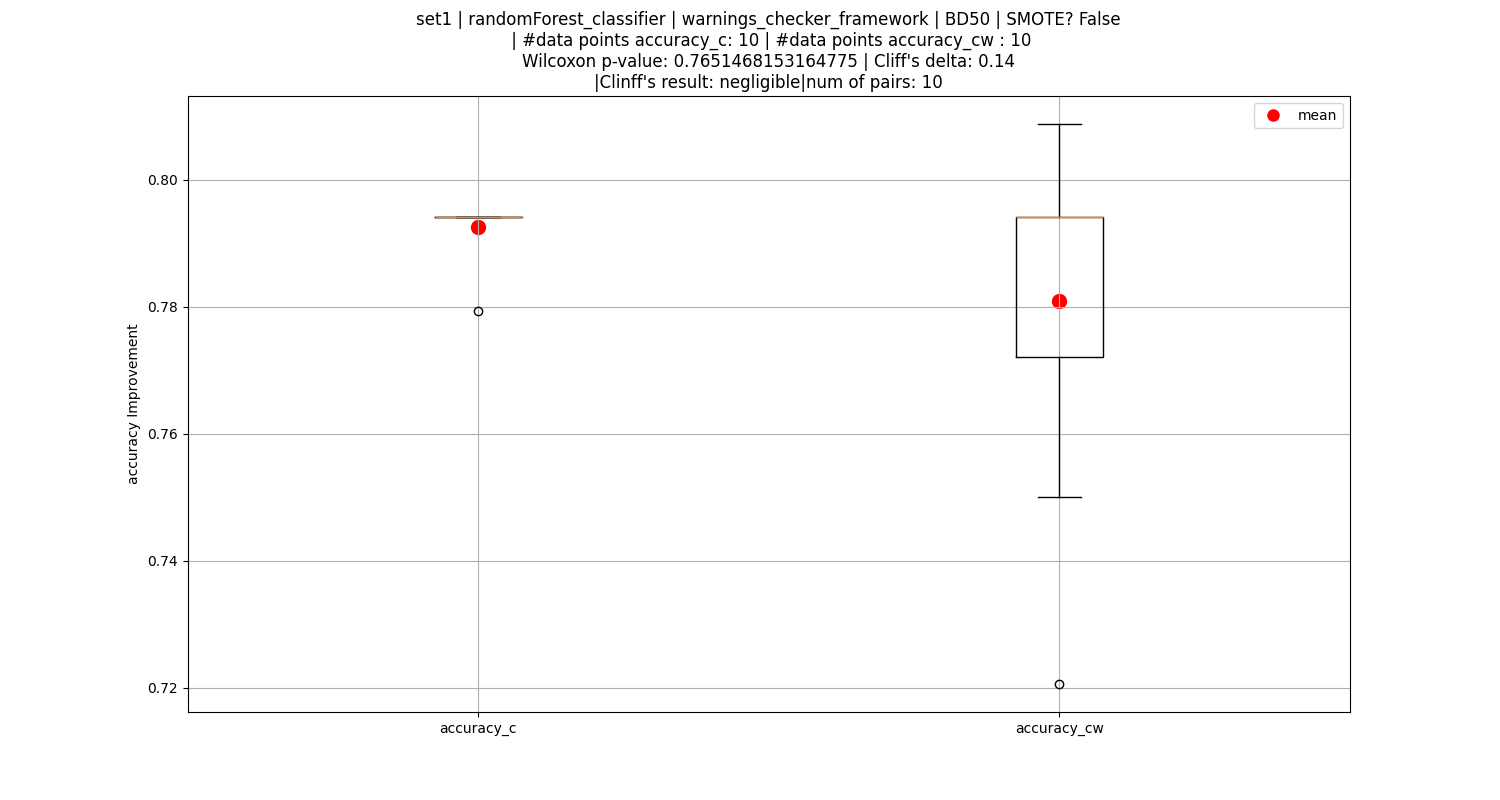 set1 | randomForest_classifier | warnings_checker_framework | BD50 | SMOTE? False
| #data points accuracy_c: 10 | #data points accuracy_cw : 10
Wilcoxon p-value: 0.7651468153164775 | Cliff's delta: 0.14
|Clinff's result: negligible|num of pairs: 10
mean
0.80
0.78
0.76
0.74
0.72
accuracy Improvement
accuracy_c
accuracy_cw